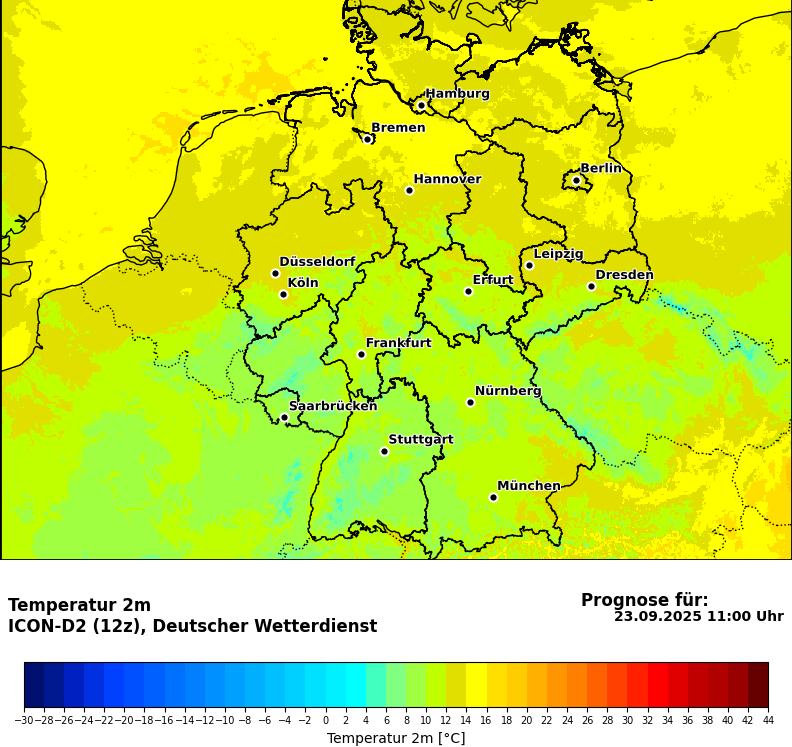 Hamburg
Bremen
Berlin
Hannover
Leipzig
Düsseldorf
Dresden
Erfurt
Köln
Frankfurt
Nürnberg
Saarbrücken
Stuttgart
München
Temperatur 2m
ICON-D2 (12z), Deutscher Wetterdienst
Prognose für:
23.09.2025 11:00 Uhr
−30 −28 −26 −24 −22 −20 −18 −16 −14 −12 −10 −8 −6 −4 −2 0 2 4 6 8 10 12 14 16 18 20 22 24 26 28 30 32 34 36 38 40 42 44
Temperatur 2m [°C]